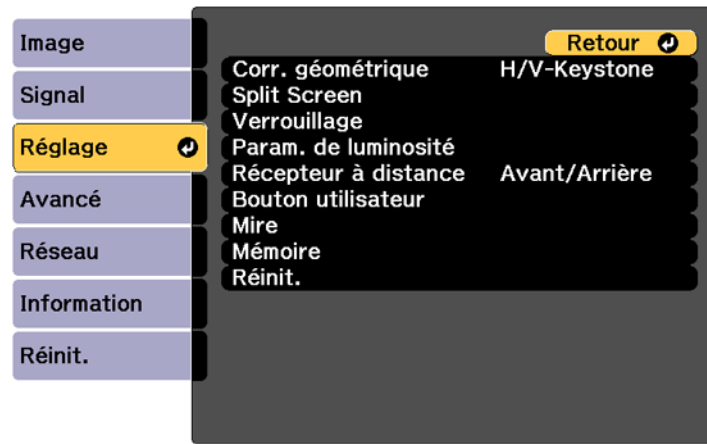 Image
Signal
Réglage
Avancé
Réseau
Information
Réinit.
Retour
Corr. géométrique H/V-Keystone
Split Screen
Verrouillage
Param. de luminosité
Récepteur à distance Avant/Arrière
Bouton utilisateur
Mire
Mémoire
Réinit.